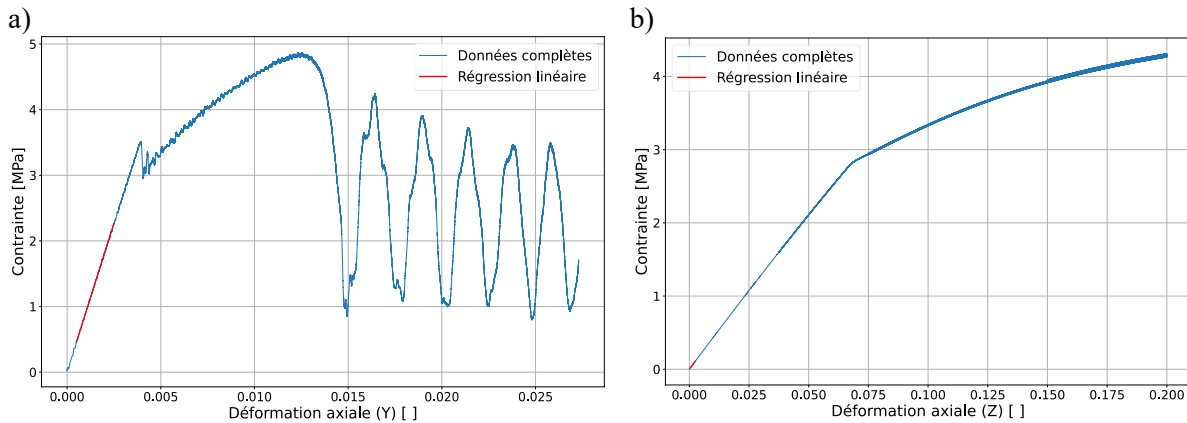 a)
5
4
3
2
1
0
Contrainte [MPa]
Données complètes
Régression linéaire
0.000 0.005 0.010 0.015 0.020 0.025
Déformation axiale (Y) [ ]
b)
4
3
2
1
0
Contrainte [MPa]
Données complètes
Régression linéaire
0.000 0.025 0.050 0.075 0.100 0.125 0.150 0.175 0.200
Déformation axiale (Z) [ ]